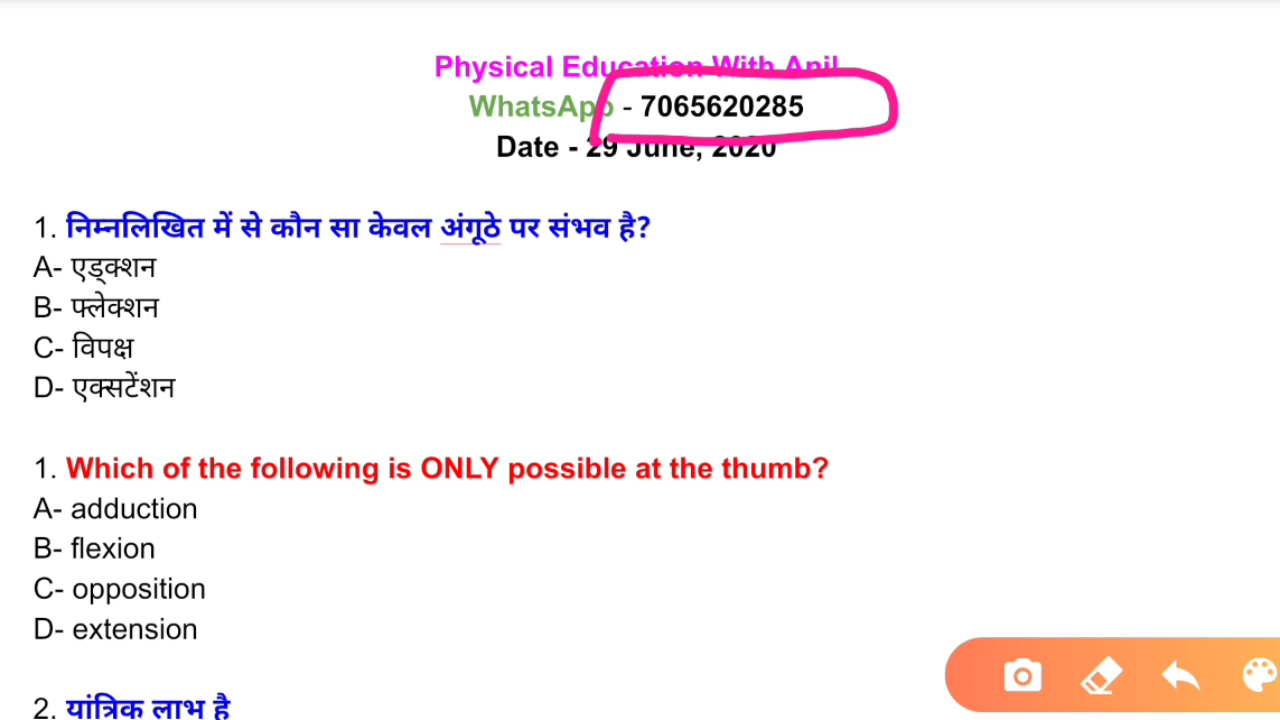 Physical Education With Anil
WhatsApp - 7065620285
Date - 29 June, 2020
1. निम्नलिखित में से कौन सा केवल अंगूठे पर संभव है?
A- एड्क्शन
B- फ्लेक्शन
C- विपक्ष
D- एक्सटेंशन
1. Which of the following is ONLY possible at the thumb?
A- adduction
B- flexion
C- opposition
D- extension
2. यांत्रिक लाभ है